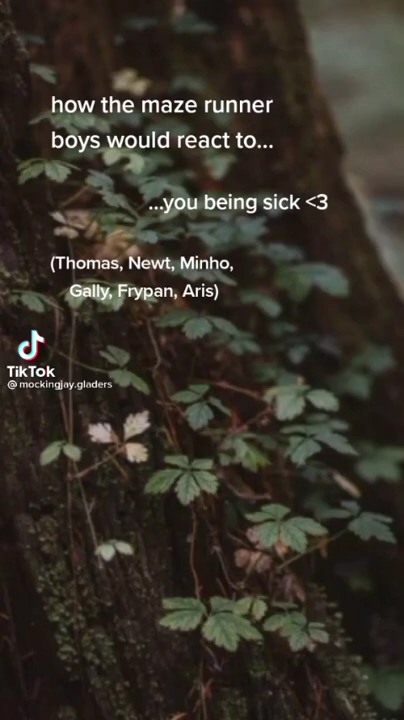 how the maze runner
boys would react to...
...you being sick <3
(Thomas, Newt, Minho,
Gally, Frypan, Aris)
TikTok
@mockingjay.gladers